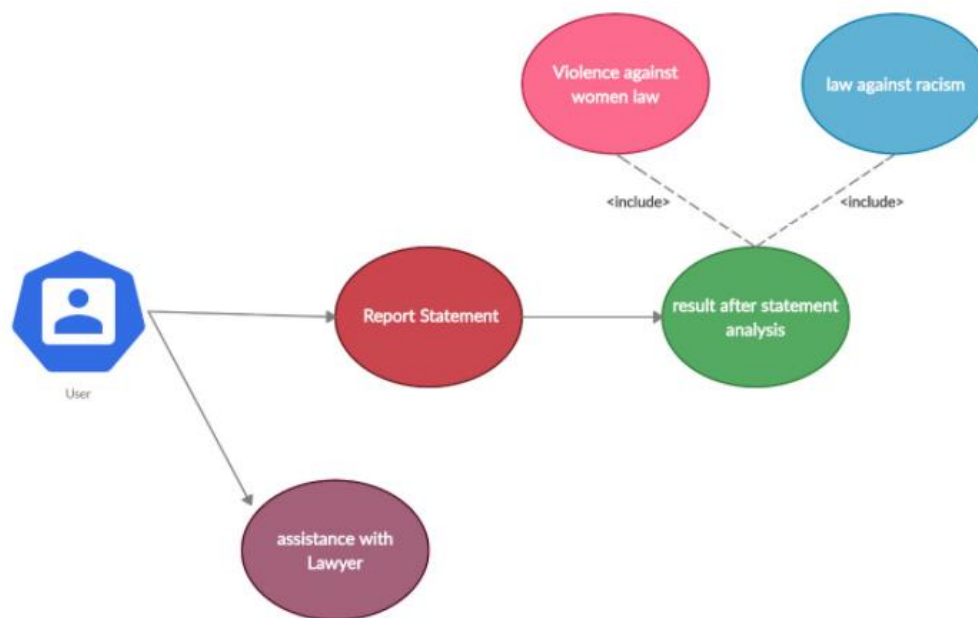 Violence against
women law
law against racism
<include>
<include>
Report Statement
result after statement
analysis
User
assistance with
Lawyer